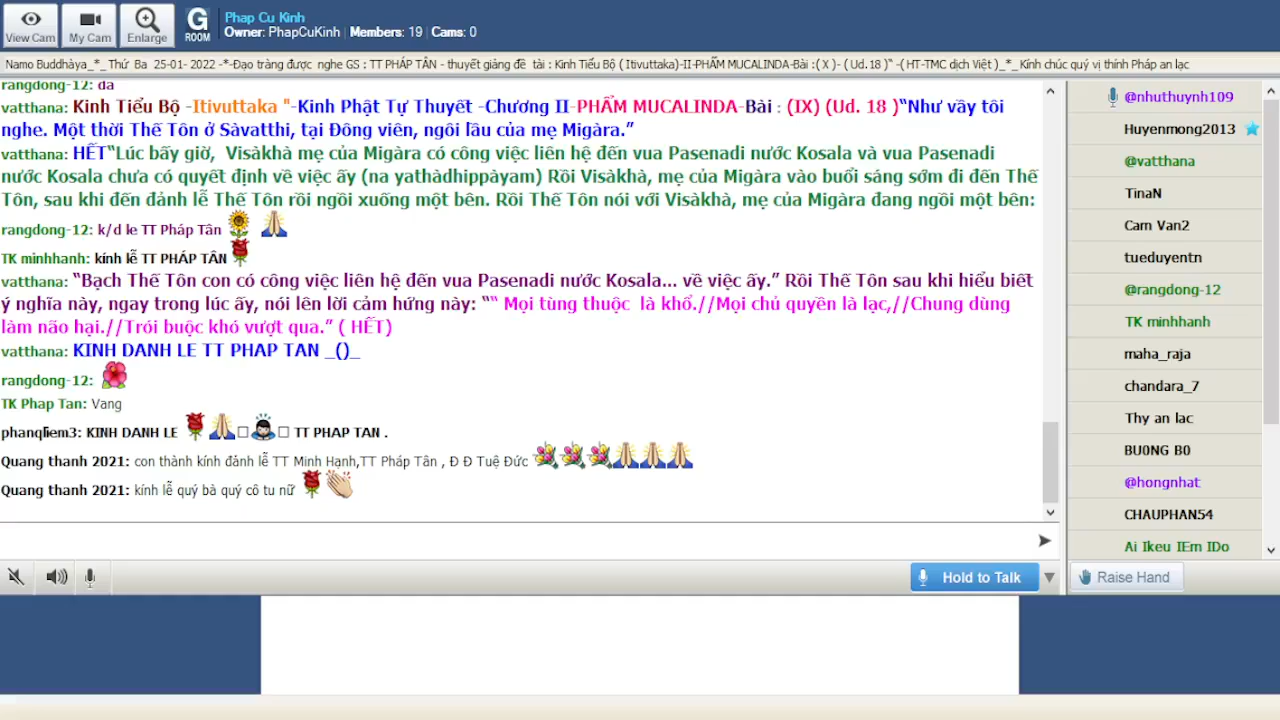 View Cam
My Cam
Enlarge
G
ROOM
Phap Cu Kinh
Owner: PhapCuKinh Members: 19 Cams: 0
Namo Buddhàya_*_ Thứ Ba 25-01- 2022 -*-Đạo tràng được nghe GS : TT PHÁP TÂN - thuyết giảng đề tài : Kinh Tiểu Bộ ( Itivuttaka)-II-PHẨM MUCALINDA-Bài :( X )- ( Ud.18 )“ -( HT-TMC dịch Việt )_*_ Kính chúc quý vị thính Pháp an lạc
rangdong-12: da
vatthana: Kinh Tiểu Bộ -Itivuttaka "-Kinh Phật Tự Thuyết -Chương II-PHẨM MUCALINDA-Bài : (IX) (Ud. 18 )“Như vầy tôi
nghe. Một thời Thế Tôn ở Sàvatthi, tại Đông viên, ngôi lầu của mẹ Migàra.”
vatthana: HẾT“Lúc bấy giờ, Visàkhà mẹ của Migàra có công việc liên hệ đến vua Pasenadi nước Kosala và vua Pasenadi
nước Kosala chưa có quyết định về việc ấy (na yathàdhippàyam) Rồi Visàkhà, mẹ của Migàra vào buổi sáng sớm đi đến Thế
Tôn, sau khi đến đảnh lễ Thế Tôn rồi ngồi xuống một bên. Rồi Thế Tôn nói với Visàkhà, mẹ của Migàra đang ngồi một bên:
rangdong-12: k/d le TT Pháp Tân
TK minhhanh: kính lễ TT PHÁP TÂN
vatthana: “Bạch Thế Tôn con có công việc liên hệ đến vua Pasenadi nước Kosala... về việc ấy.” Rồi Thế Tôn sau khi hiểu biết
ý nghĩa này, ngay trong lúc ấy, nói lên lời cảm hứng này: “‟ Mọi tùng thuộc là khổ.//Mọi chủ quyền là lạc,//Chung dùng
làm não hại.//Trói buộc khó vượt qua.” ( HẾT)
vatthana: KINH DANH LE TT PHAP TAN _()_
rangdong-12:
TK Phap Tan: Vang
phanqliem3: KINH DANH LE TT PHAP TAN .
Quang thanh 2021: con thành kính đảnh lễ TT Minh Hạnh,TT Pháp Tân , Đ Đ Tuệ Đức
Quang thanh 2021: kính lễ quý bà quý cô tu nữ
Hold to Talk
@nhuthuynh109
Huyenmong2013
@vatthana
TinaN
Cam Van2
tueduyentn
@rangdong-12
TK minhhanh
maha_raja
chandara_7
Thy an lac
BU0NG B0
@hongnhat
CHAUPHAN54
Ai Ikeu IEm IDo
Raise Hand